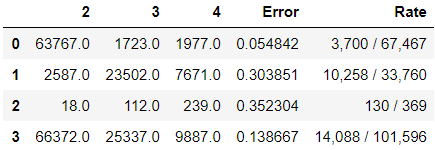 2 3 4 Error Rate
0 63767.0 1723.0 1977.0 0.054842 3,700 / 67,467
1 2587.0 23502.0 7671.0 0.303851 10,258 / 33,760
2 18.0 112.0 239.0 0.352304 130 / 369
3 66372.0 25337.0 9887.0 0.138667 14,088 / 101,596